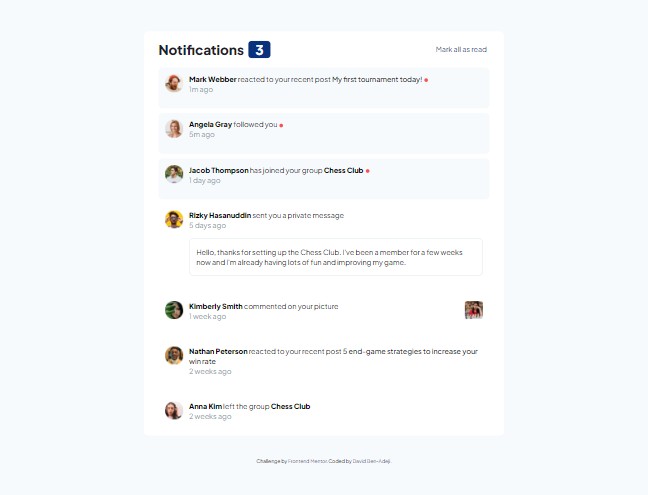 Notifications 3
Mark all as read
Mark Webber reacted to your recent post My first tournament today!
1m ago
Angela Gray followed you
5m ago
Jacob Thompson has joined your group Chess Club
1 day ago
Rizky Hasanuddin sent you a private message
5 days ago
Hello, thanks for setting up the Chess Club. I've been a member for a few weeks
now and I'm already having lots of fun and improving my game.
Kimberly Smith commented on your picture
1 week ago
Nathan Peterson reacted to your recent post 5 end-game strategies to increase your
win rate
2 weeks ago
Anna Kim left the group Chess Club
2 weeks ago
Challenge by Frontend Mentor. Coded by David Ben-Adeji.